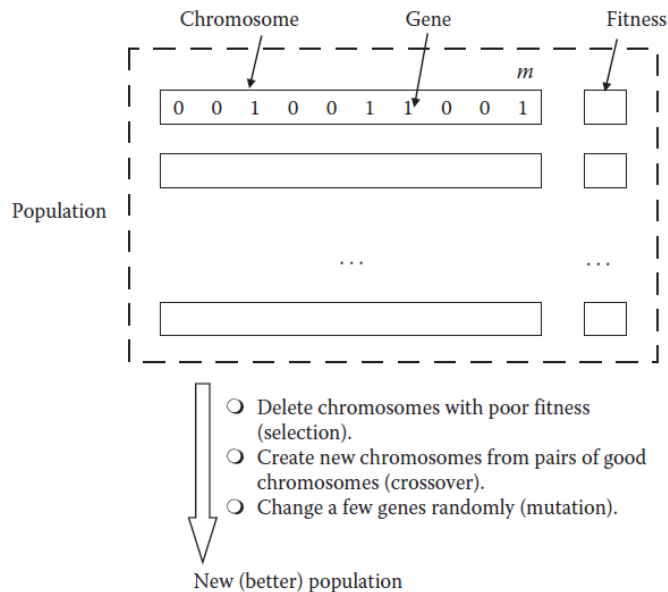 Chromosome Gene Fitness
m
0 0 1 0 0 1 1 0 0 1
Population
... ...
❍ Delete chromosomes with poor fitness
(selection).
❍ Create new chromosomes from pairs of good
chromosomes (crossover).
❍ Change a few genes randomly (mutation).
New (better) population